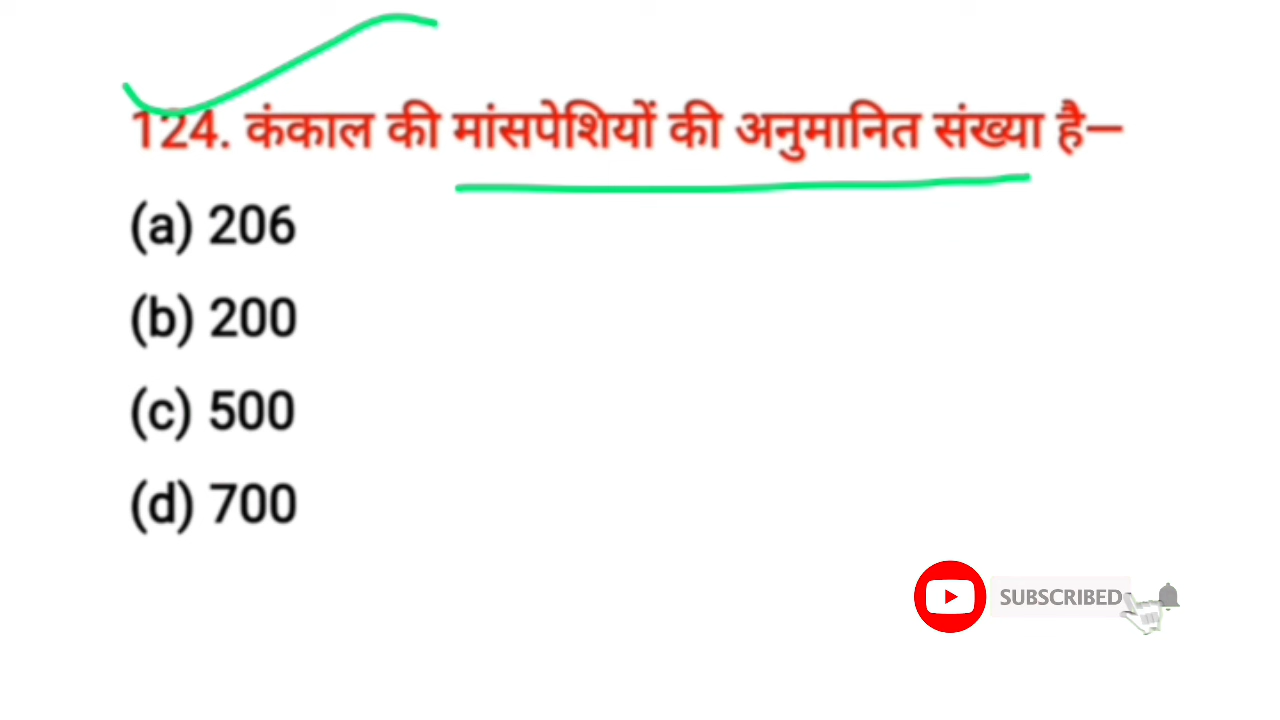 124. कंकाल की मांसपेशियों की अनुमानित संख्या है—
(a) 206
(b) 200
(c) 500
(d) 700
SUBSCRIBED